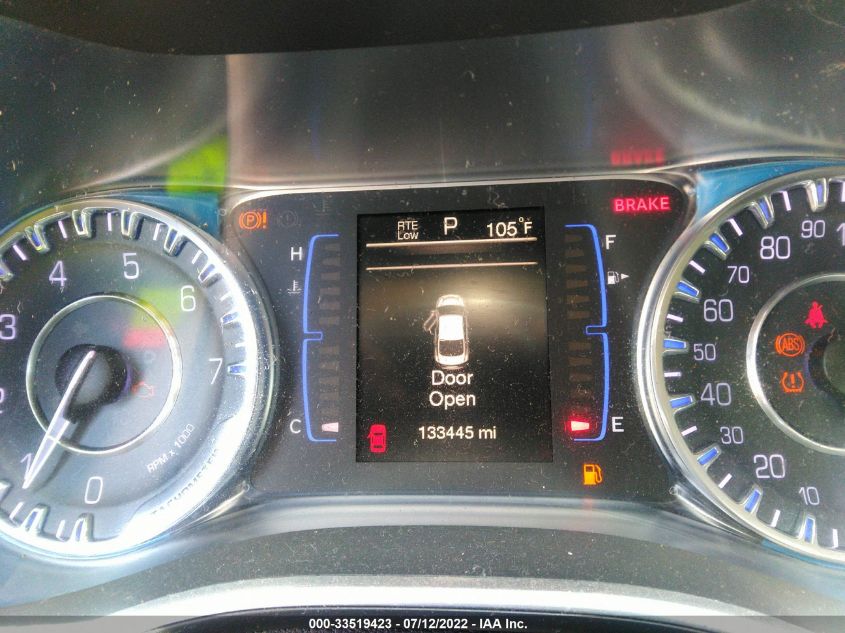 BRAKE
RTE
Low
P
105°F
H
F
C
E
Door
Open
133445 mi
0
1
2
3
4
5
6
7
RPM x 1000
TACHOMETER
10
20
30
40
50
60
70
80
90
ABS
000-33519423 - 07/12/2022 - IAA Inc.